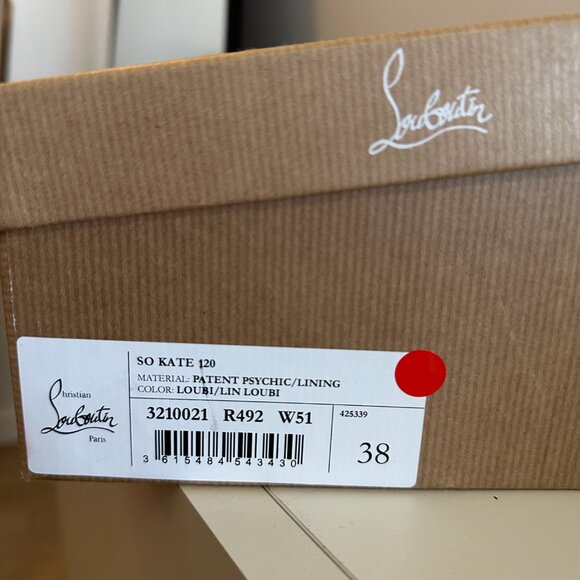 Louboutin
SO KATE 120
MATERIAL: PATENT PSYCHIC/LINING
COLOR: LOUBI/LIN LOUBI
Christian
Louboutin
Paris
3210021 R492 W51
425339
3 615484 543430
38